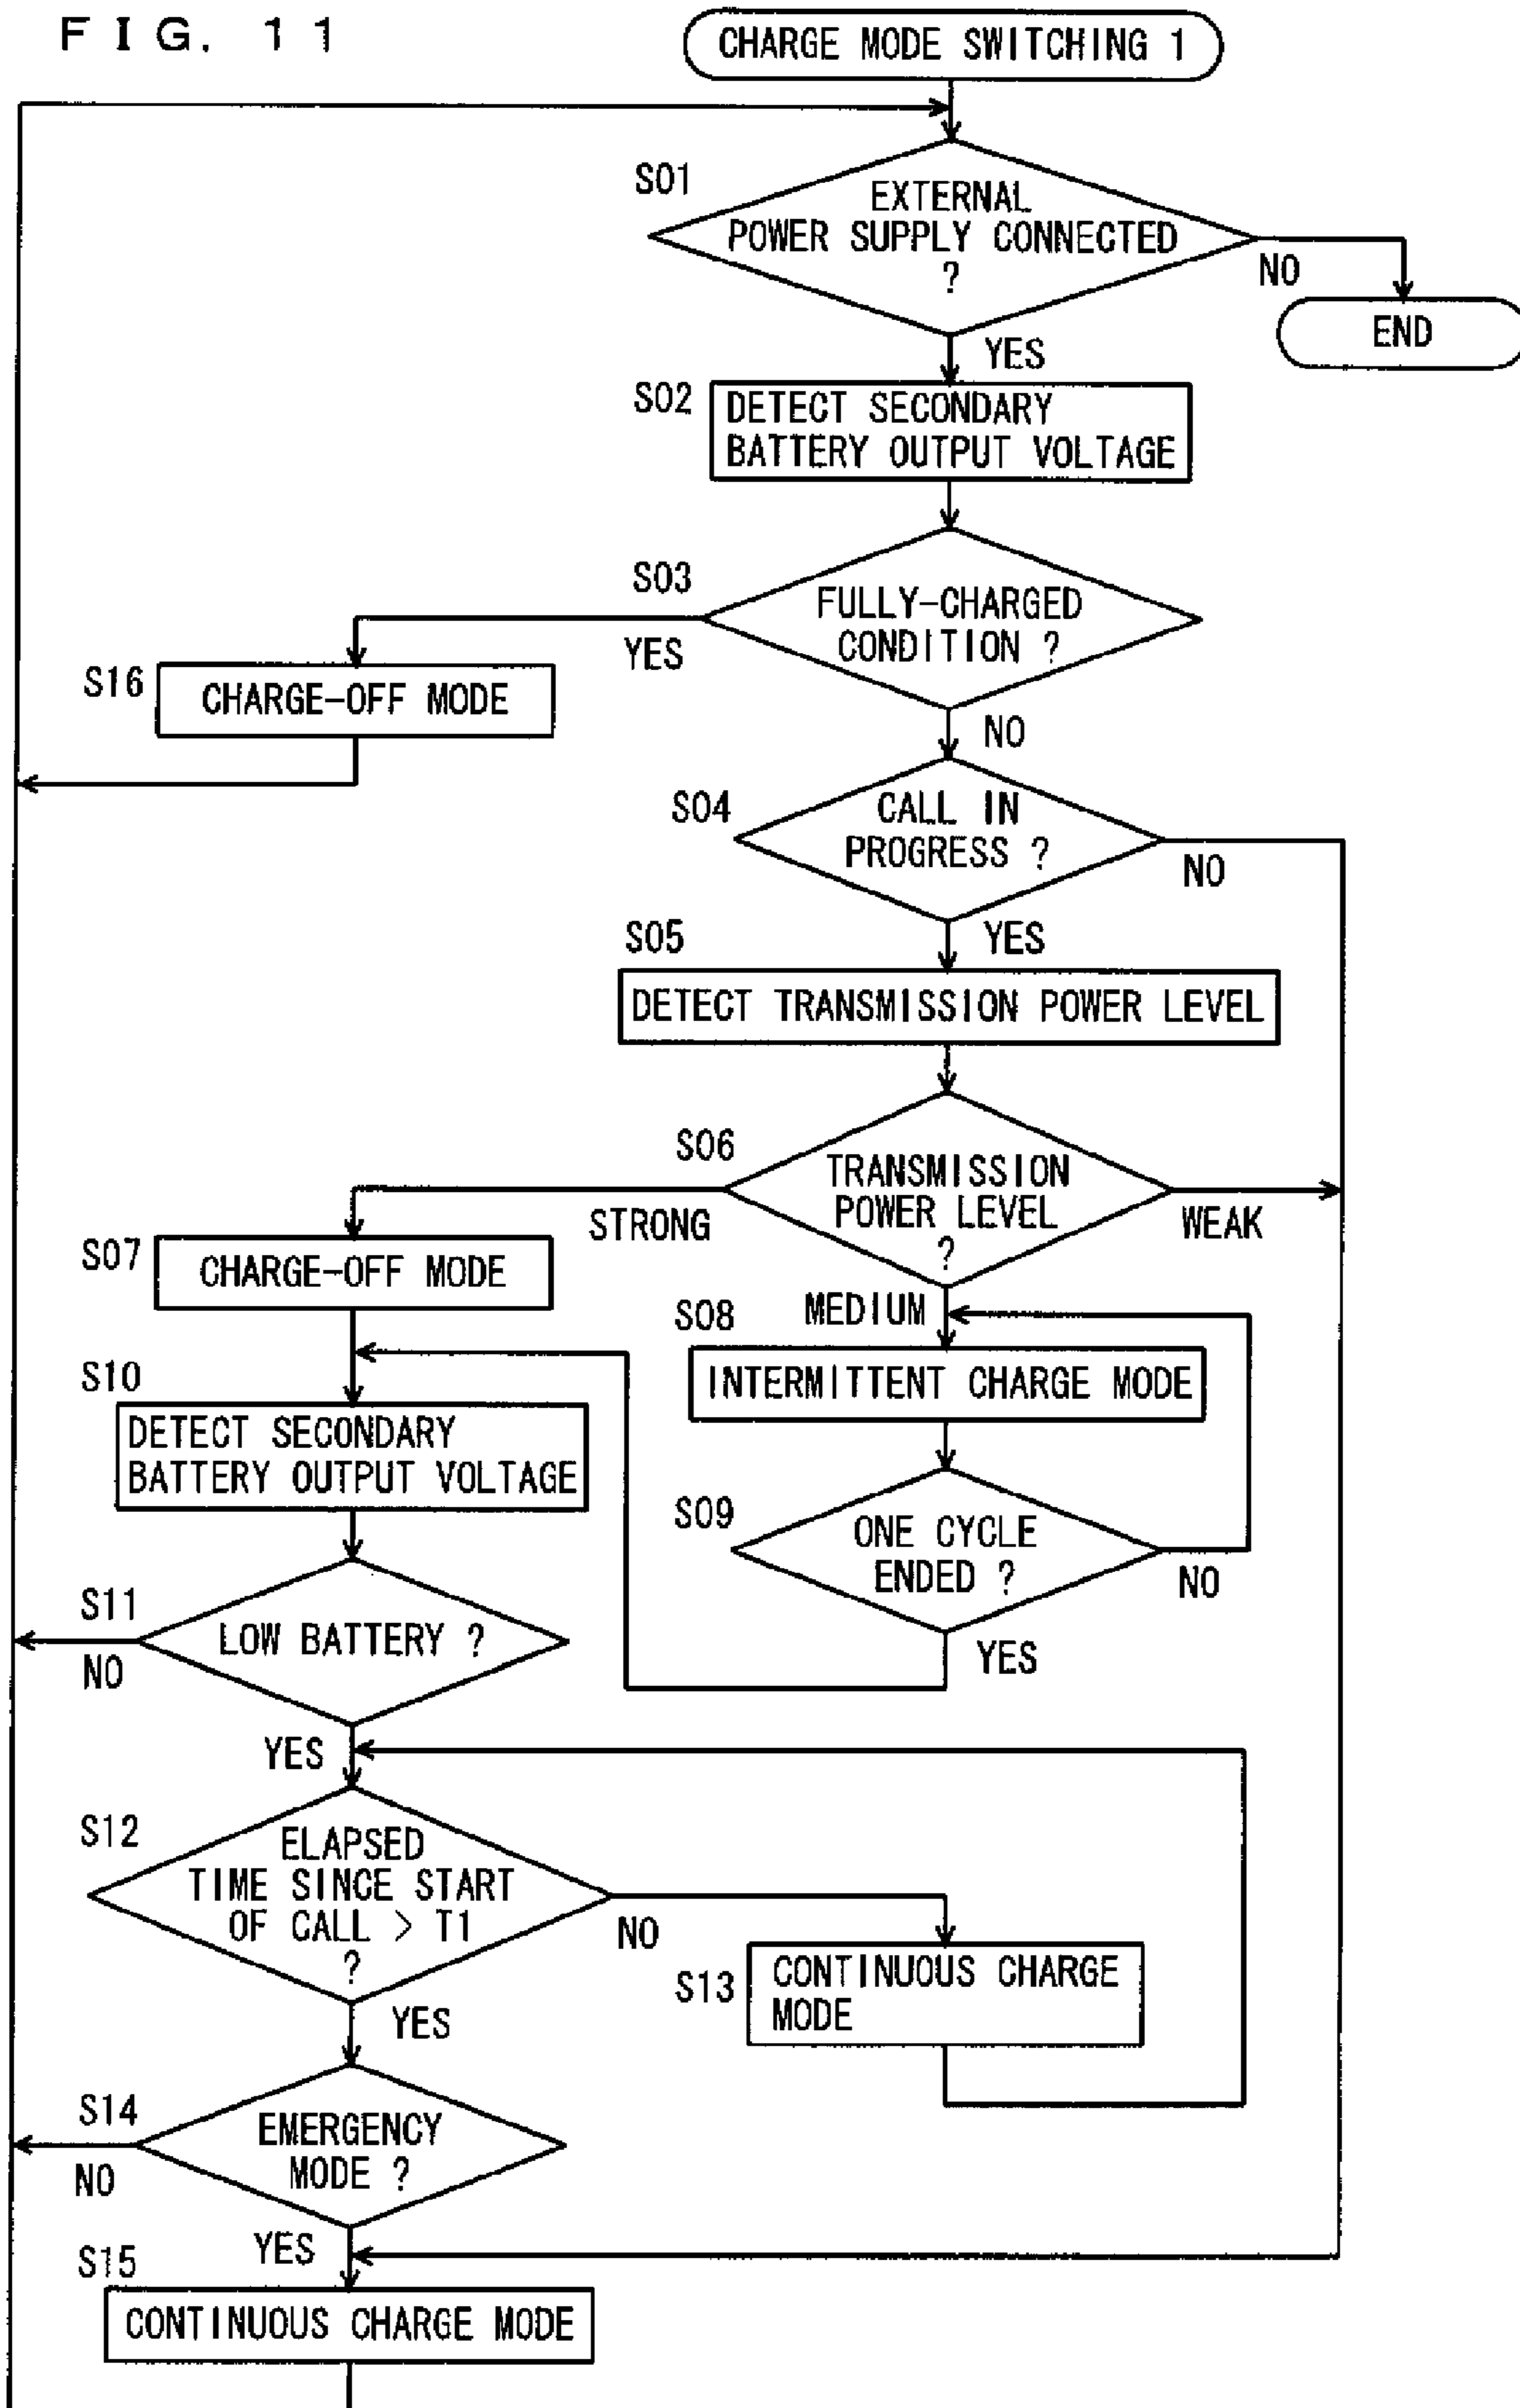 FIG. 11
CHARGE MODE SWITCHING 1
S01
EXTERNAL
POWER SUPPLY CONNECTED
?
NO
END
YES
S02
DETECT SECONDARY
BATTERY OUTPUT VOLTAGE
S03
FULLY-CHARGED
CONDITION ?
YES
S16
CHARGE-OFF MODE
NO
S04
CALL IN
PROGRESS ?
NO
YES
S05
DETECT TRANSMISSION POWER LEVEL
S06
TRANSMISSION
POWER LEVEL
?
STRONG
WEAK
S07
CHARGE-OFF MODE
MEDIUM
S08
INTERMITTENT CHARGE MODE
S10
DETECT SECONDARY
BATTERY OUTPUT VOLTAGE
S09
ONE CYCLE
ENDED ?
NO
YES
S11
LOW BATTERY ?
NO
YES
S12
ELAPSED
TIME SINCE START
OF CALL > T1
?
NO
S13
CONTINUOUS CHARGE
MODE
YES
S14
EMERGENCY
MODE ?
NO
YES
S15
CONTINUOUS CHARGE MODE